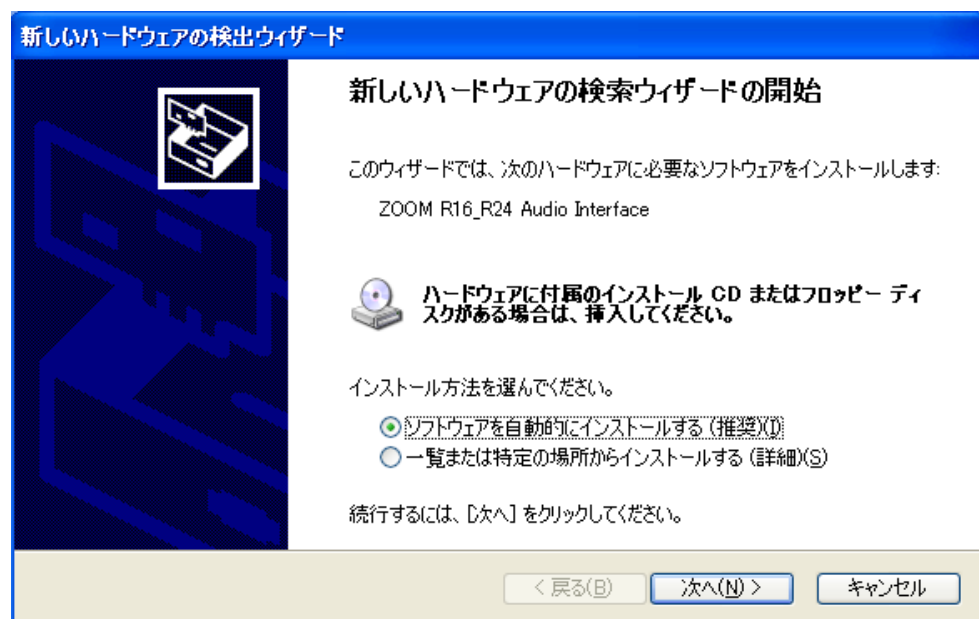 新しいハードウェアの検出ウィザード
新しいハードウェアの検索ウィザードの開始
このウィザードでは、次のハードウェアに必要なソフトウェアをインストールします:
ZOOM R16_R24 Audio Interface
ハードウェアに付属のインストール CD またはフロッピー ディ
スクがある場合は、挿入してください。
インストール方法を選んでください。
ソフトウェアを自動的にインストールする (推奨)(I)
一覧または特定の場所からインストールする (詳細)(S)
続行するには、[次へ] をクリックしてください。
< 戻る(B)
次へ(N) >
キャンセル